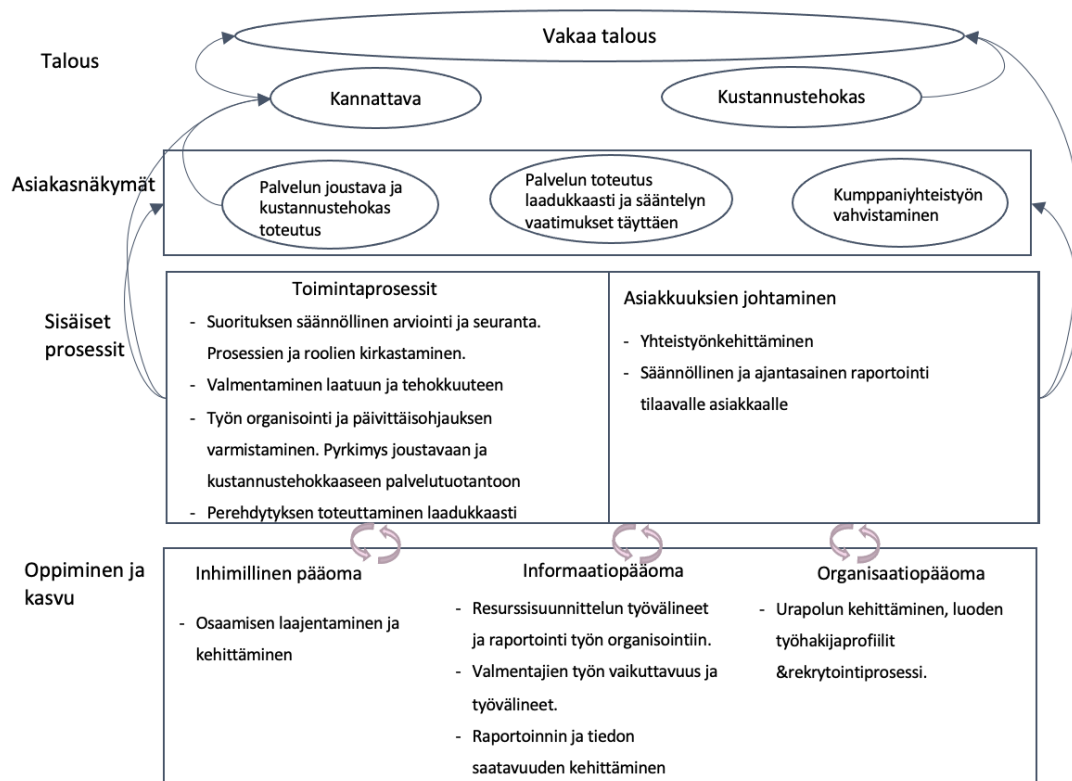 Vakaa talous
Talous
Kannattava
Kustannustehokas
Asiakasnäkymät
Palvelun joustava ja
kustannustehokas
toteutus
Palvelun toteutus
laadukkaasti ja sääntelyn
vaatimukset täyttäen
Kumppaniyhteistyön
vahvistaminen
Sisäiset
prosessit
Toimintaprosessit
- Suorituksen säännöllinen arviointi ja seuranta.
Prosessien ja roolien kirkastaminen.
- Valmentaminen laatuun ja tehokkuuteen
- Työn organisointi ja päivittäisohjauksen
varmistaminen. Pyrkimys joustavaan ja
kustannustehokkaaseen palvelutuotantoon
- Perehdytyksen toteuttaminen laadukkaasti
Asiakkuuksien johtaminen
- Yhteistyönkehittäminen
- Säännöllinen ja ajantasainen raportointi
tilaavalle asiakkaalle
Oppiminen ja
kasvu
Inhimillinen pääoma
- Osaamisen laajentaminen ja
kehittäminen
Informaatiopääoma
- Resurssisuunnittelun työvälineet
ja raportointi työn organisointiin.
- Valmentajien työn vaikuttavuus ja
työvälineet.
- Raportoinnin ja tiedon
saatavuuden kehittäminen
Organisaatiopääoma
- Urapolun kehittäminen, luoden
työhakijaprofiilit
&rekrytointiprosessi.